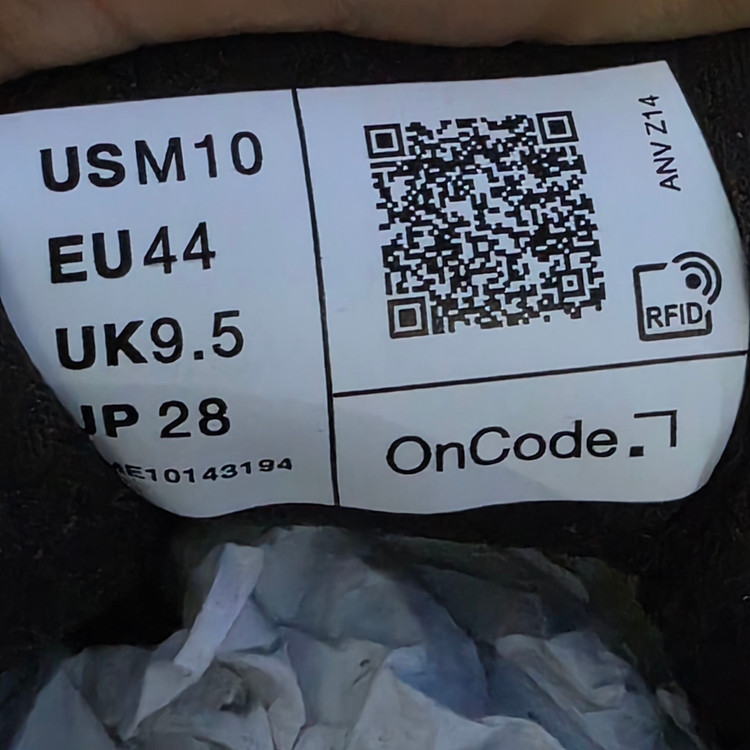 USM10
EU44
UK9.5
JP 28
E10143194
ANV Z14
RFID
OnCode.